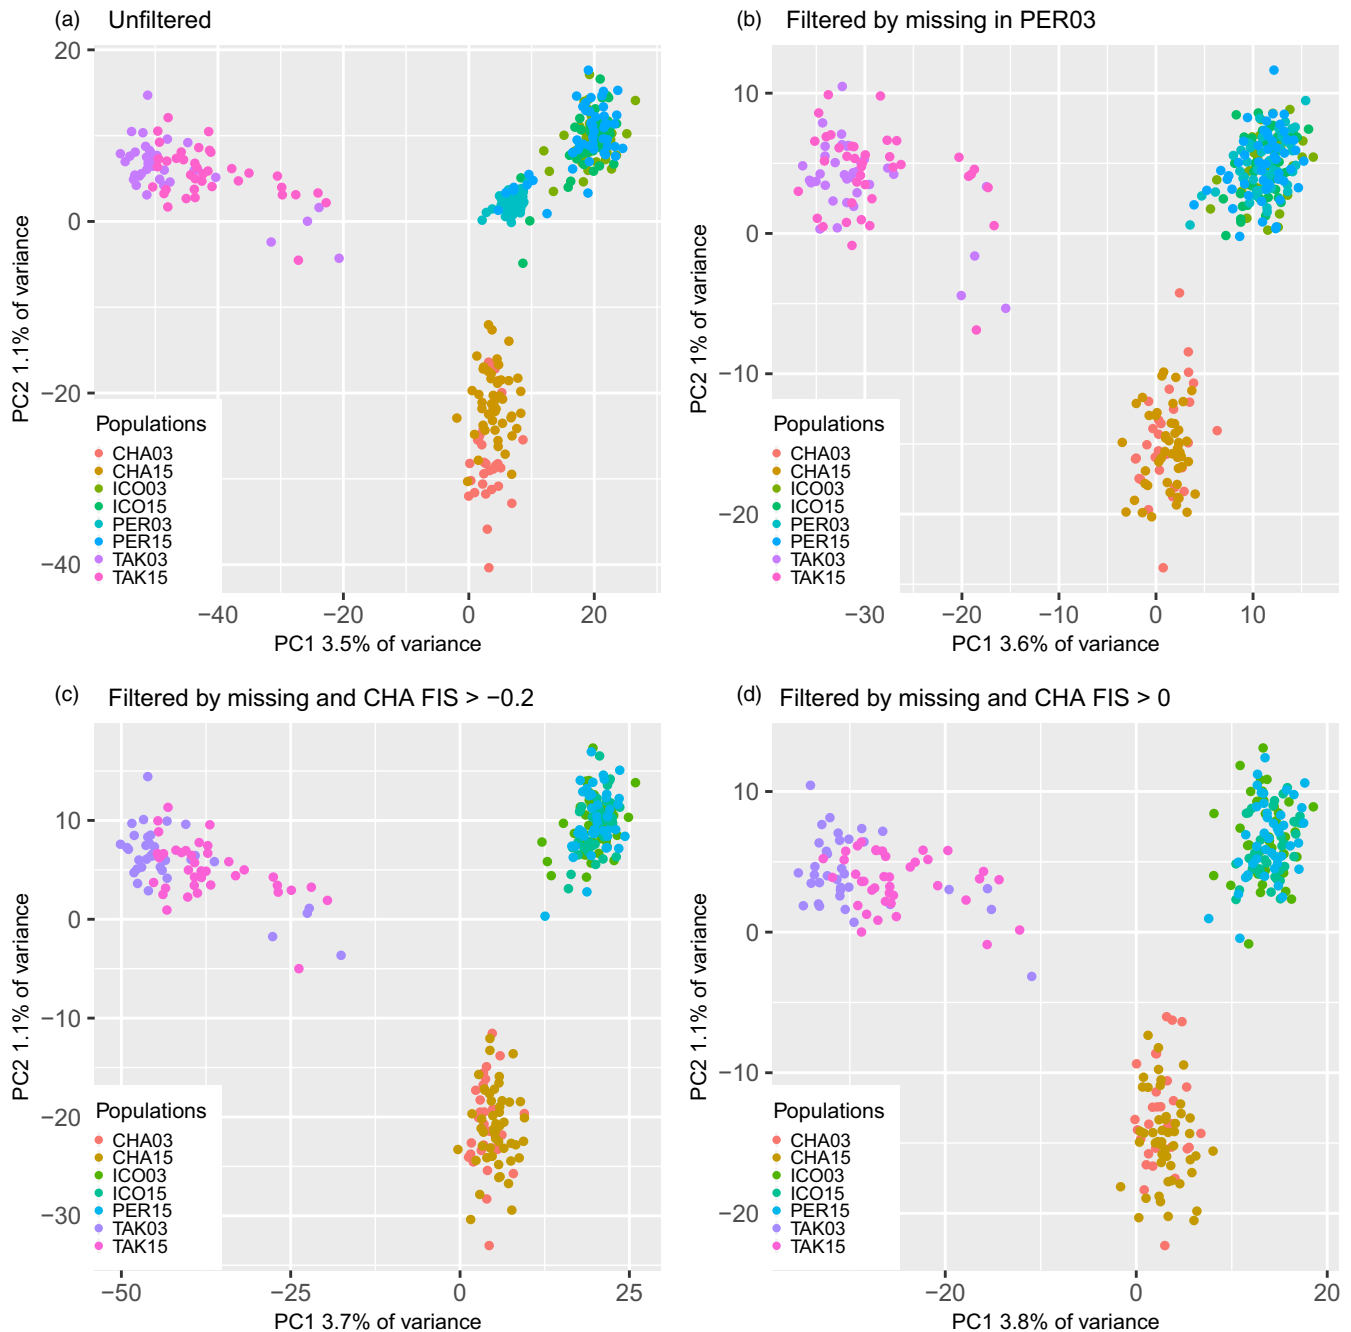 (a) Unfiltered
20
0
−20
−40
PC2 1.1% of variance
Populations
CHA03
CHA15
ICO03
ICO15
PER03
PER15
TAK03
TAK15
−40 −20 0 20
PC1 3.5% of variance
(b) Filtered by missing in PER03
10
0
−10
−20
PC2 1% of variance
Populations
CHA03
CHA15
ICO03
ICO15
PER03
PER15
TAK03
TAK15
−30 −20 −10 0 10
PC1 3.6% of variance
(c) Filtered by missing and CHA FIS > −0.2
10
0
−10
−20
−30
PC2 1.1% of variance
Populations
CHA03
CHA15
ICO03
ICO15
PER15
TAK03
TAK15
−50 −25 0 25
PC1 3.7% of variance
(d) Filtered by missing and CHA FIS > 0
10
0
−10
−20
PC2 1.1% of variance
Populations
CHA03
CHA15
ICO03
ICO15
PER15
TAK03
TAK15
−20 0 20
PC1 3.8% of variance